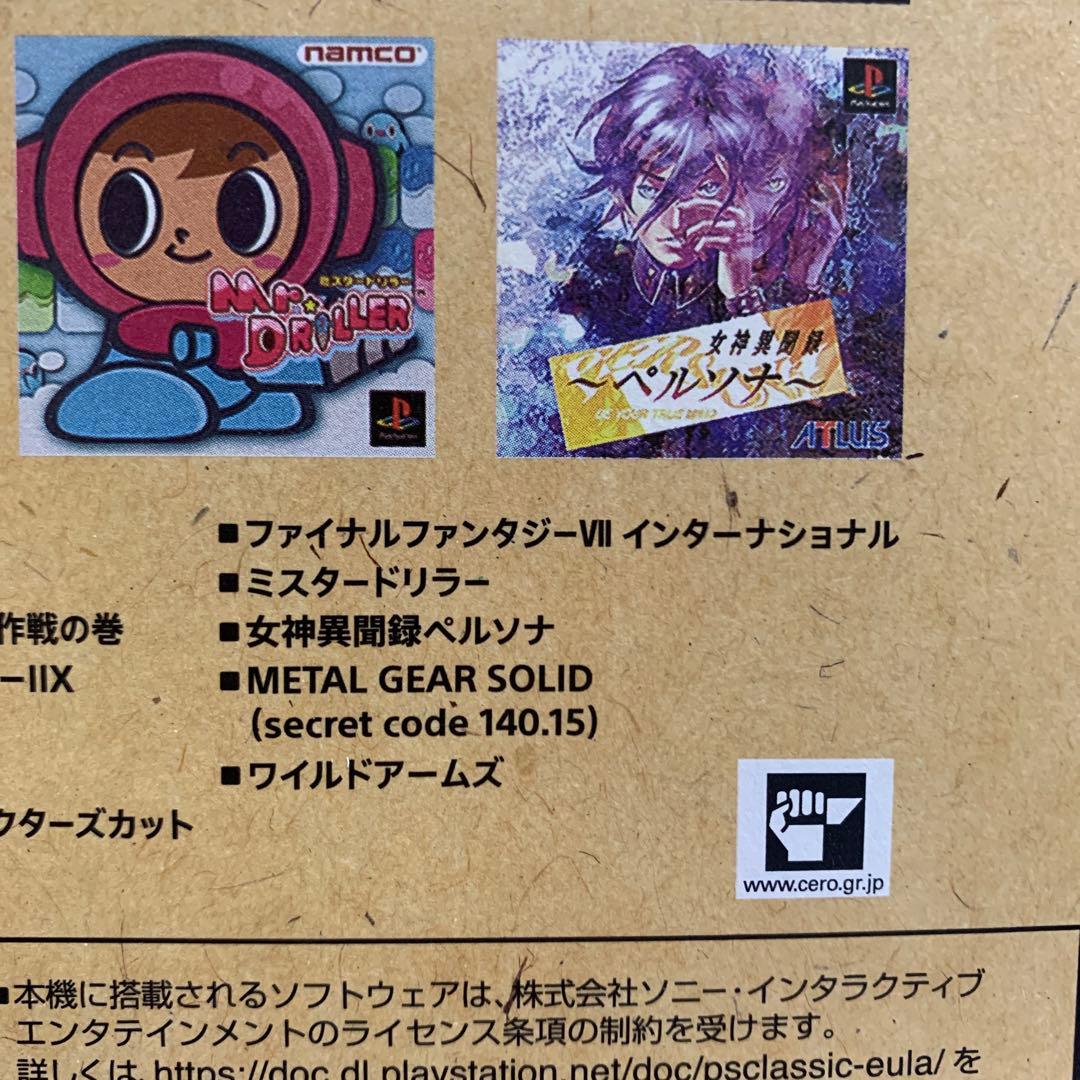 namco
ミスタードリラー
Mr. DRILLER
PlayStation
女神異聞録
〜ペルソナ〜
BE YOUR TRUE MIND
ATLUS
■ファイナルファンタジーⅦ インターナショナル
■ミスタードリラー
作戦の巻
■女神異聞録ペルソナ
ーIIX
■METAL GEAR SOLID
(secret code 140.15)
■ワイルドアームズ
クターズカット
www.cero.gr.jp
■本機に搭載されるソフトウェアは、株式会社ソニー・インタラクティブ
エンタテインメントのライセンス条項の制約を受けます。
詳しくは、https://doc.dl.playstation.net/doc/psclassic-eula/ を